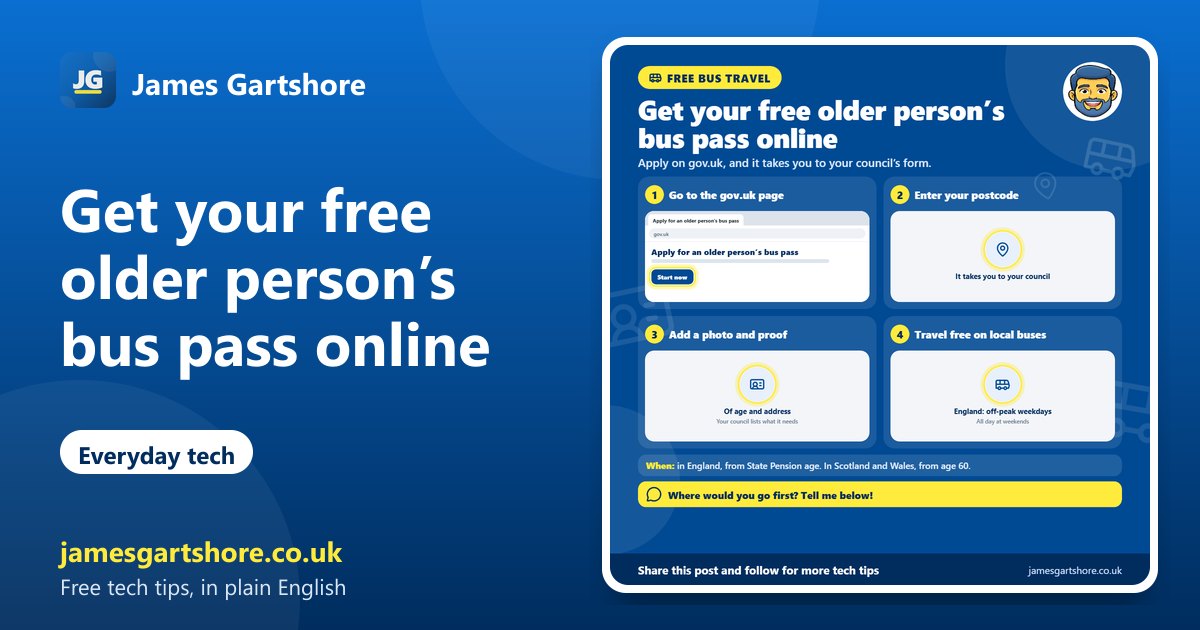 JG
James Gartshore
Get your free
older person’s
bus pass online
Everyday tech
jamesgartshore.co.uk
Free tech tips, in plain English
FREE BUS TRAVEL
Get your free older person’s
bus pass online
Apply on gov.uk, and it takes you to your council’s form.
1 Go to the gov.uk page
Apply for an older person's bus pass
gov.uk
Apply for an older person’s bus pass
Start now
2 Enter your postcode
It takes you to your council
3 Add a photo and proof
Of age and address
Your council lists what it needs
4 Travel free on local buses
England: off-peak weekdays
All day at weekends
When: in England, from State Pension age. In Scotland and Wales, from age 60.
Where would you go first? Tell me below!
Share this post and follow for more tech tips
jamesgartshore.co.uk